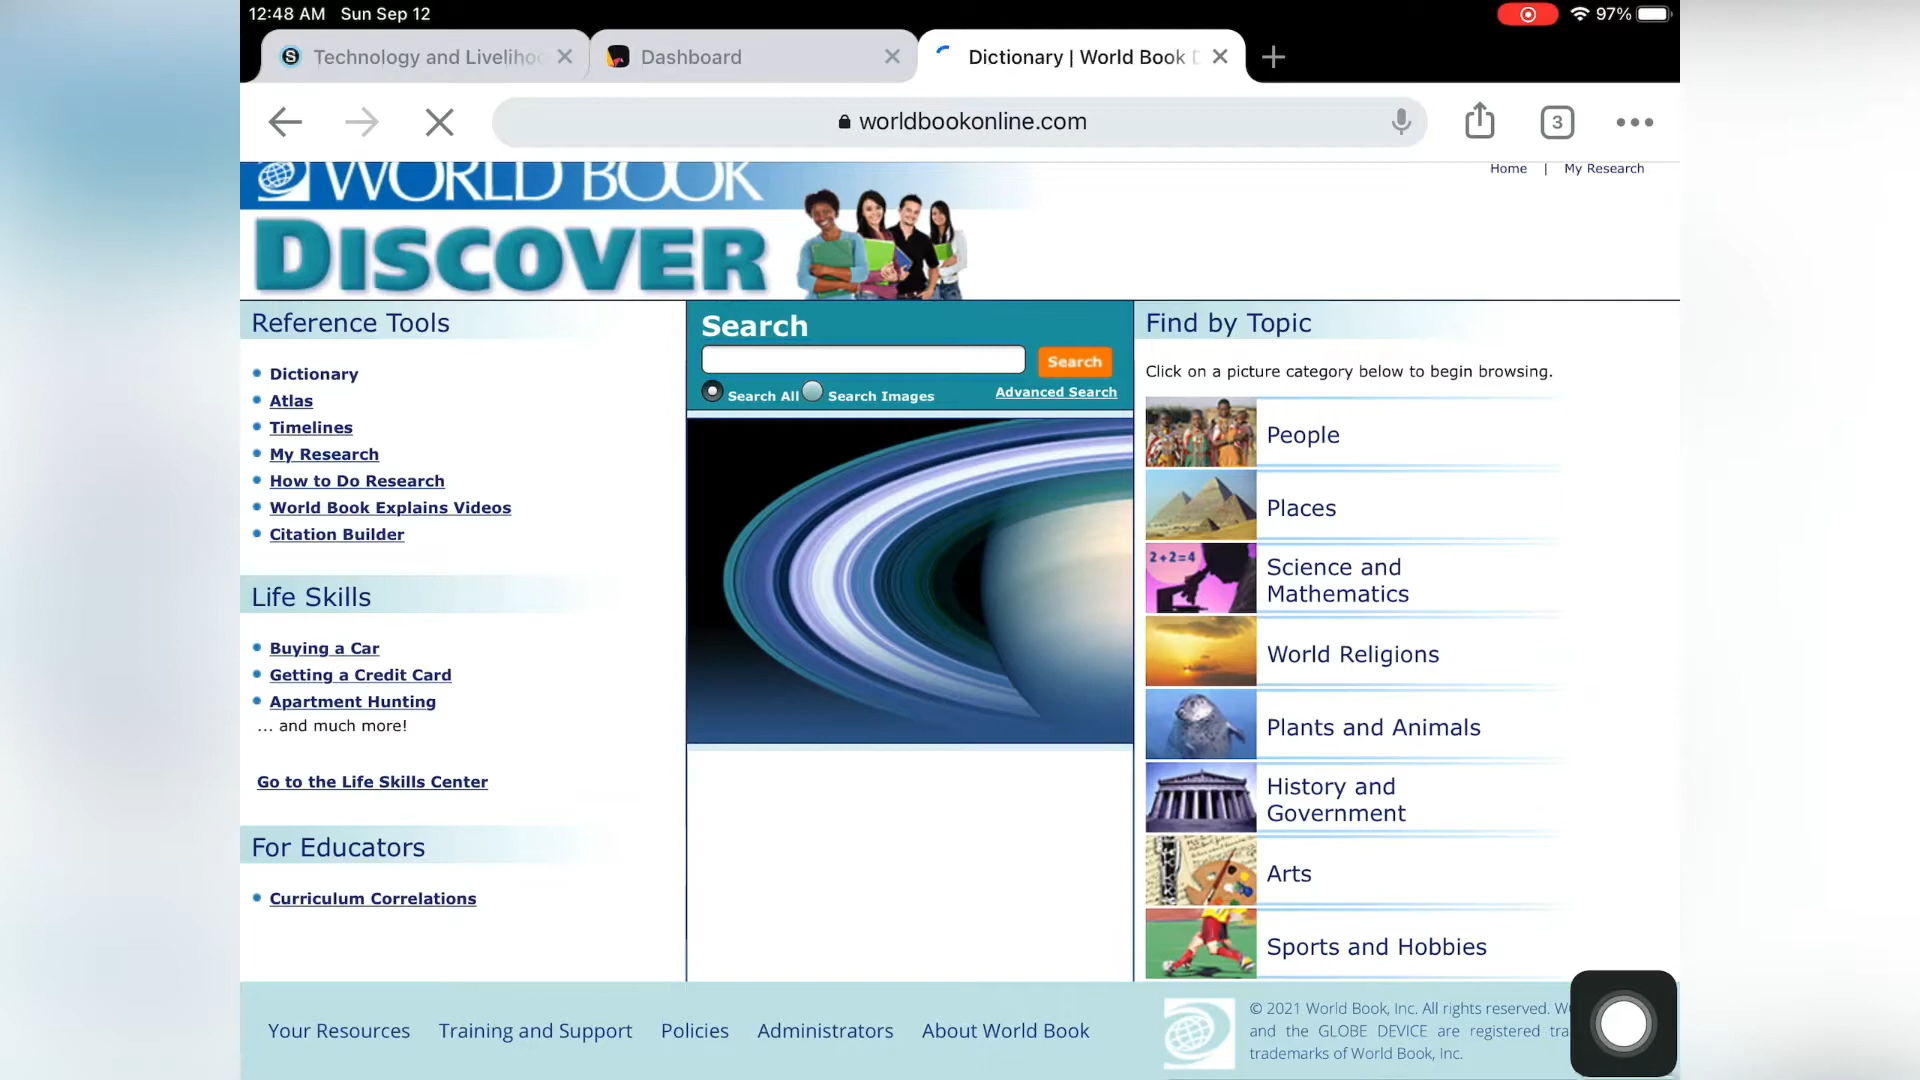 12:48 AM Sun Sep 12
97%
Technology and Liveliho
Dashboard
Dictionary | World Book
worldbookonline.com
3
WORLD BOOK
DISCOVER
Home | My Research
Reference Tools
Dictionary
Atlas
Timelines
My Research
How to Do Research
World Book Explains Videos
Citation Builder
Life Skills
Buying a Car
Getting a Credit Card
Apartment Hunting
... and much more!
Go to the Life Skills Center
For Educators
Curriculum Correlations
Search
Search
Search All Search Images Advanced Search
Find by Topic
Click on a picture category below to begin browsing.
People
Places
2+2=4
Science and
Mathematics
World Religions
Plants and Animals
History and
Government
Arts
Sports and Hobbies
Your Resources Training and Support Policies Administrators About World Book
© 2021 World Book, Inc. All rights reserved.
and the GLOBE DEVICE are registered
trademarks of World Book, Inc.